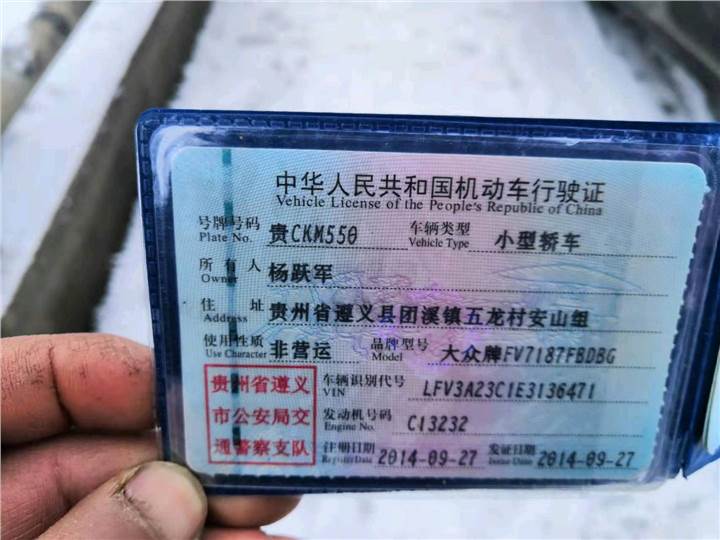 中华人民共和国机动车行驶证
Vehicle License of the People's Republic of China
号牌号码 贵CKM550 车辆类型 小型轿车
Plate No. Vehicle Type
所有人 杨跃军
Owner
住址 贵州省遵义县团溪镇五龙村安山组
Address
使用性质 非营运 品牌型号 大众牌FV7187FBDBG
Use Character Model
贵州省遵义
市公安局交
通警察支队
车辆识别代号 LFV3A23C1E3136471
VIN
发动机号码 C13232
Engine No.
注册日期 2014-09-27 发证日期 2014-09-27
Register Date Issue Date